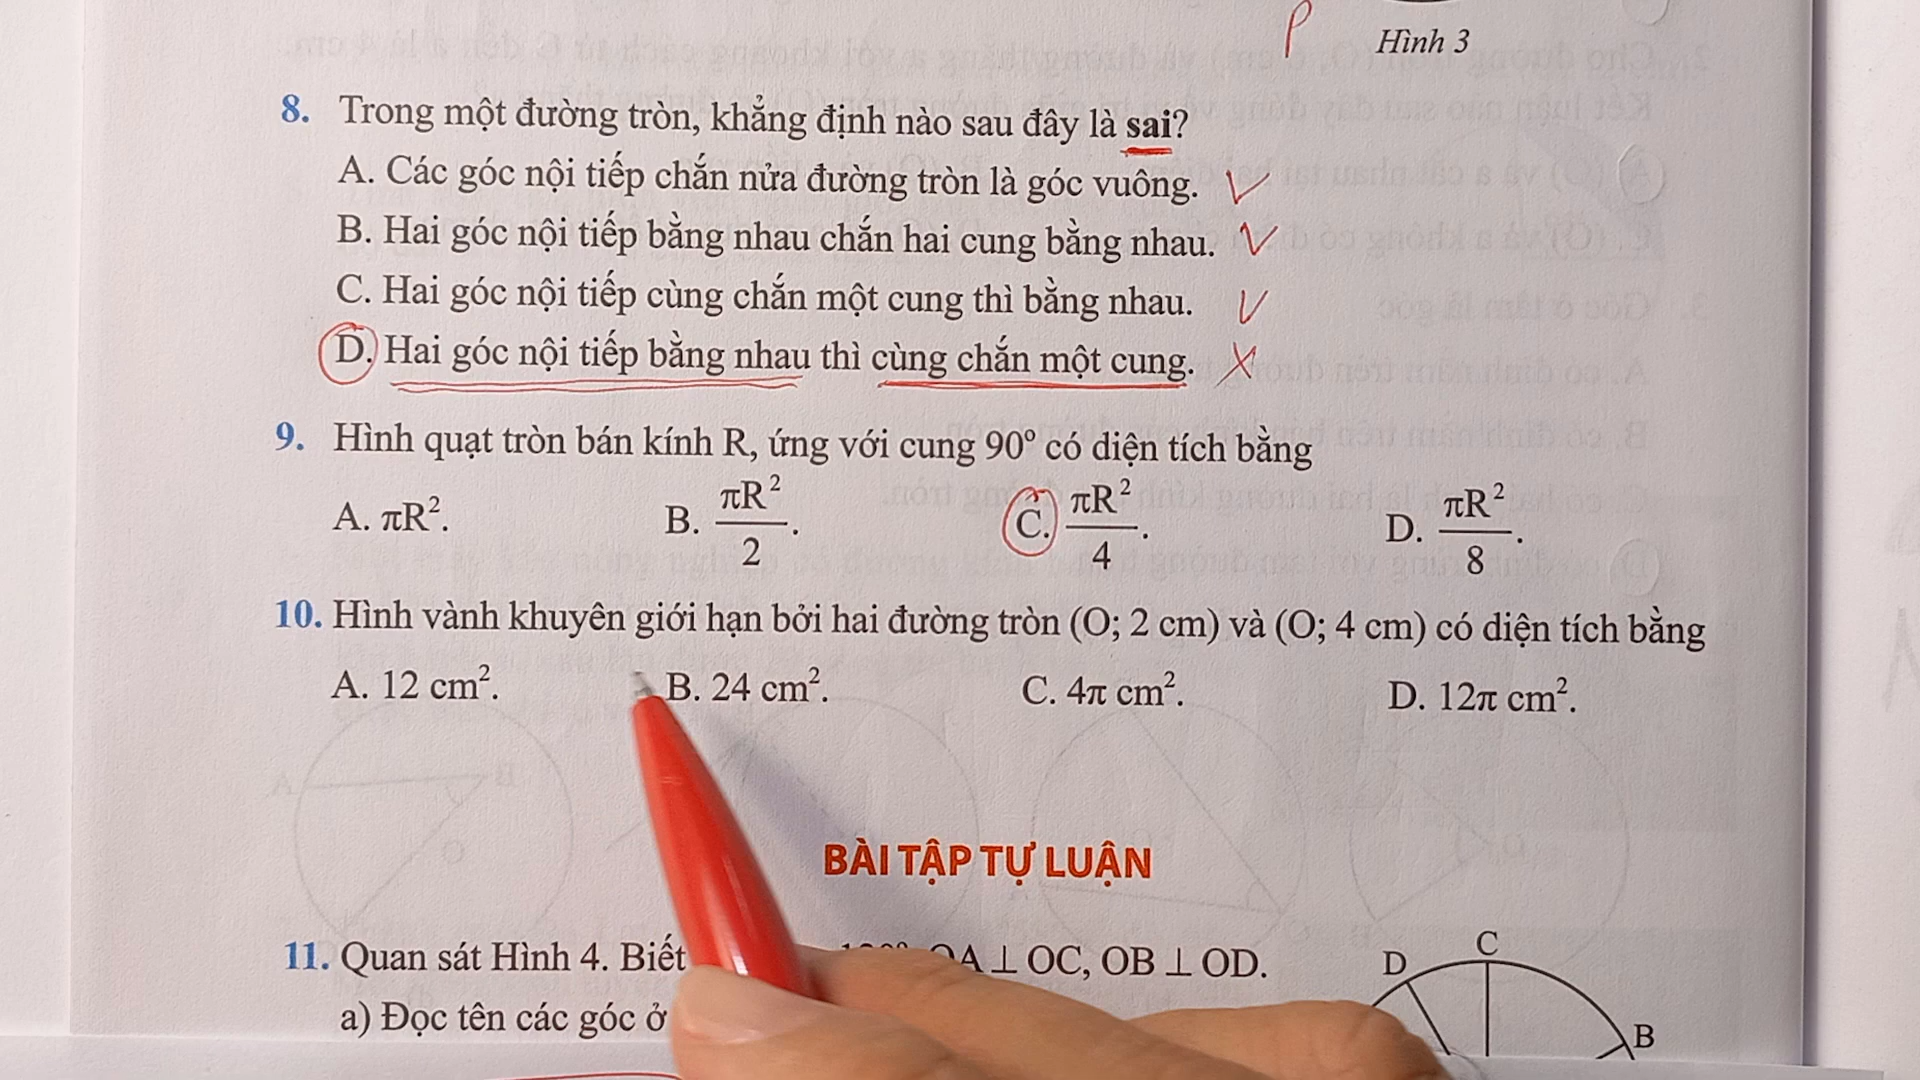 Hình 3
8. Trong một đường tròn, khẳng định nào sau đây là sai?
A. Các góc nội tiếp chắn nửa đường tròn là góc vuông.
B. Hai góc nội tiếp bằng nhau chắn hai cung bằng nhau.
C. Hai góc nội tiếp cùng chắn một cung thì bằng nhau.
D. Hai góc nội tiếp bằng nhau thì cùng chắn một cung.
9. Hình quạt tròn bán kính R, ứng với cung 90° có diện tích bằng
A. πR². B. πR²/2. C. πR²/4. D. πR²/8.
10. Hình vành khuyên giới hạn bởi hai đường tròn (O; 2 cm) và (O; 4 cm) có diện tích bằng
A. 12 cm². B. 24 cm². C. 4π cm². D. 12π cm².
BÀI TẬP TỰ LUẬN
11. Quan sát Hình 4. Biết OA ⊥ OC, OB ⊥ OD.
a) Đọc tên các góc ở
D
C
B